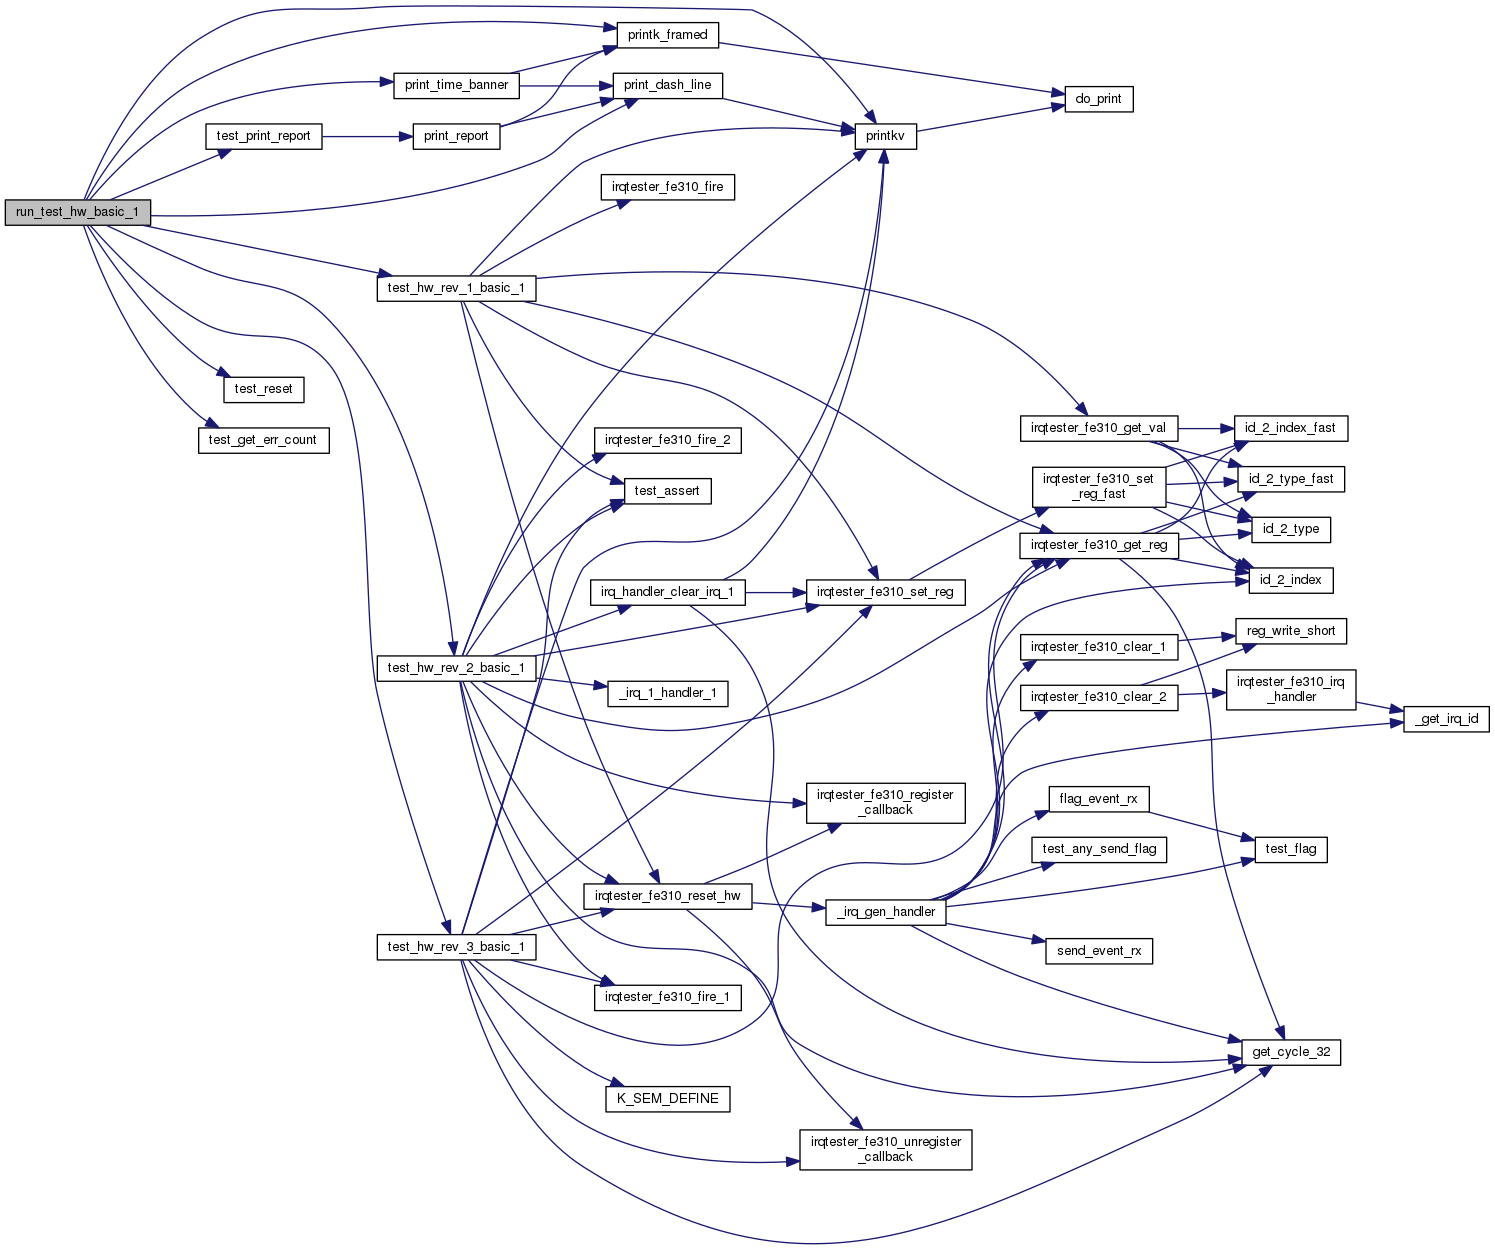 printk_framed
print_time_banner
print_dash_line
do_print
test_print_report
print_report
printkv
irqtester_fe310_fire
run_test_hw_basic_1
test_hw_rev_1_basic_1
test_reset
test_get_err_count
irqtester_fe310_get_val
id_2_index_fast
irqtester_fe310_fire_2
test_assert
irqtester_fe310_set
_reg_fast
id_2_type_fast
id_2_type
irqtester_fe310_get_reg
id_2_index
irq_handler_clear_irq_1
irqtester_fe310_set_reg
reg_write_short
irqtester_fe310_clear_1
test_hw_rev_2_basic_1
_irq_1_handler_1
irqtester_fe310_clear_2
irqtester_fe310_irq
_handler
_get_irq_id
irqtester_fe310_register
_callback
flag_event_rx
test_any_send_flag
test_flag
irqtester_fe310_reset_hw
_irq_gen_handler
test_hw_rev_3_basic_1
send_event_rx
irqtester_fe310_fire_1
get_cycle_32
K_SEM_DEFINE
irqtester_fe310_unregister
_callback